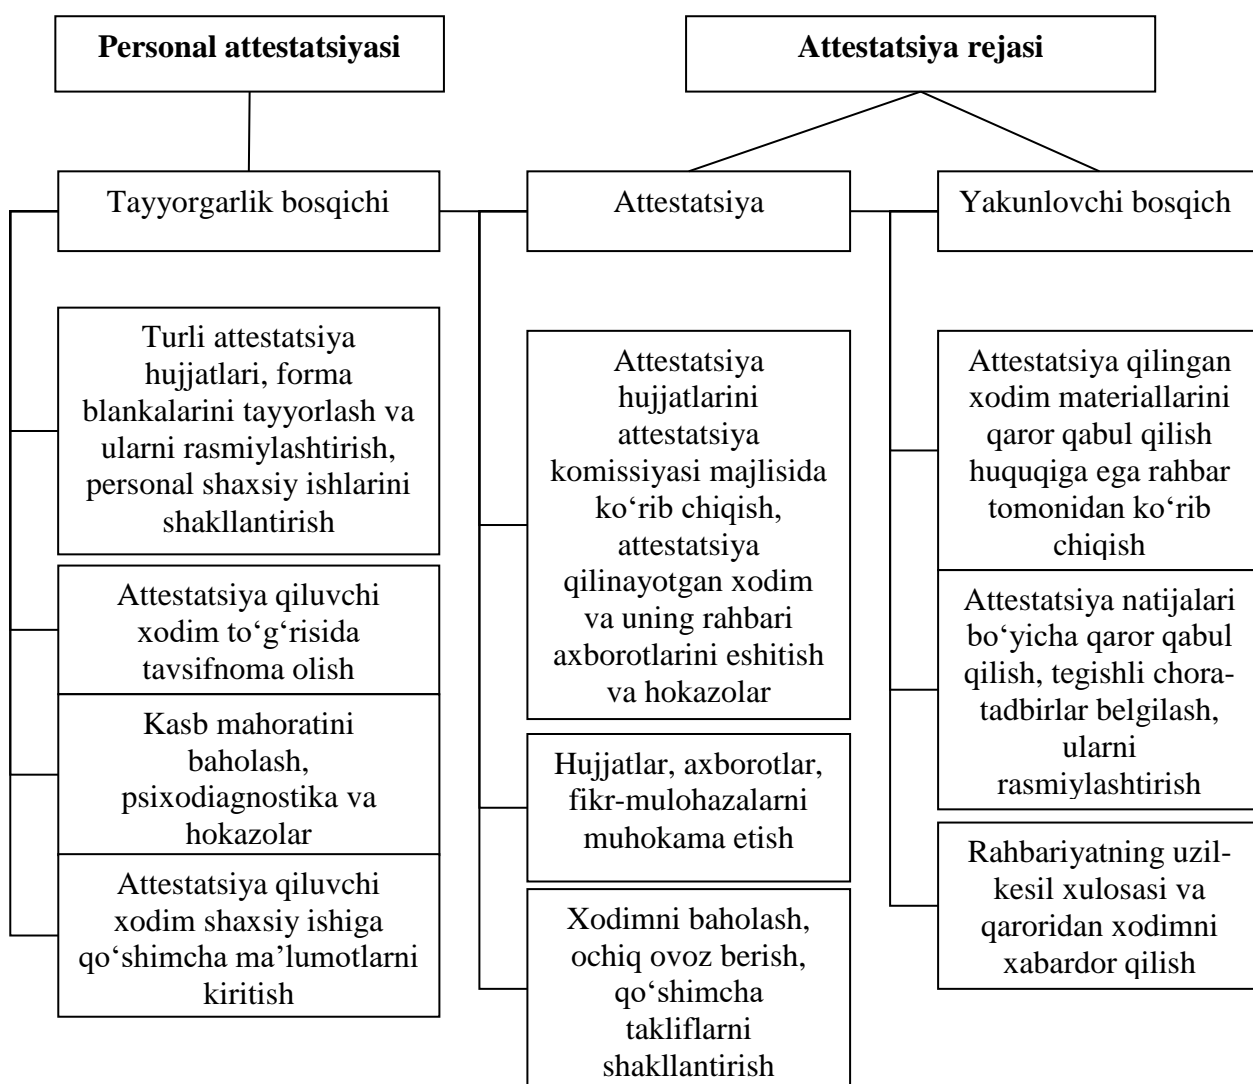 Personal attestatsiyasi
Attestatsiya rejasi
Tayyorgarlik bosqichi
Attestatsiya
Yakunlovchi bosqich
Turli attestatsiya
hujjatlari, forma
blankalarini tayyorlash va
ularni rasmiylashtirish,
personal shaxsiy ishlarini
shakllantirish
Attestatsiya qiluvchi
xodim to‘g‘risida
tavsifnoma olish
Kasb mahoratini
baholash,
psixodiagnostika va
hokazolar
Attestatsiya qiluvchi
xodim shaxsiy ishiga
qo‘shimcha ma’lumotlarni
kiritish
Attestatsiya
hujjatlarini
attestatsiya
komissiyasi majlisida
ko‘rib chiqish,
attestatsiya
qilinayotgan xodim
va uning rahbari
axborotlarini eshitish
va hokazolar
Hujjatlar, axborotlar,
fikr-mulohazalarni
muhokama etish
Xodimni baholash,
ochiq ovoz berish,
qo‘shimcha
takliflarni
shakllantirish
Attestatsiya qilingan
xodim materiallarini
qaror qabul qilish
huquqiga ega rahbar
tomonidan ko‘rib
chiqish
Attestatsiya natijalari
bo‘yicha qaror qabul
qilish, tegishli chora-
tadbirlar belgilash,
ularni
rasmiylashtirish
Rahbariyatning uzil-
kesil xulosasi va
qaroridan xodimni
xabardor qilish